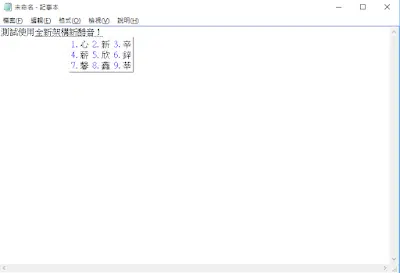 未命名 - 記事本
檔案(F) 編輯(E) 格式(O) 檢視(V) 說明(H)
測試使用全新架構新酷音！
1.心 2.新 3.辛
4.薪 5.欣 6.鋅
7.馨 8.鑫 9.莘